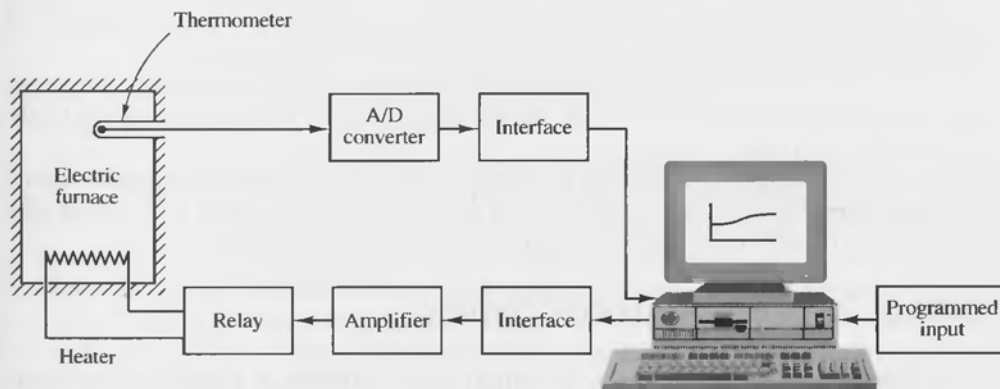 Thermometer
A/D
converter
Interface
Electric
furnace
Relay
Amplifier
Interface
Programmed
input
Heater